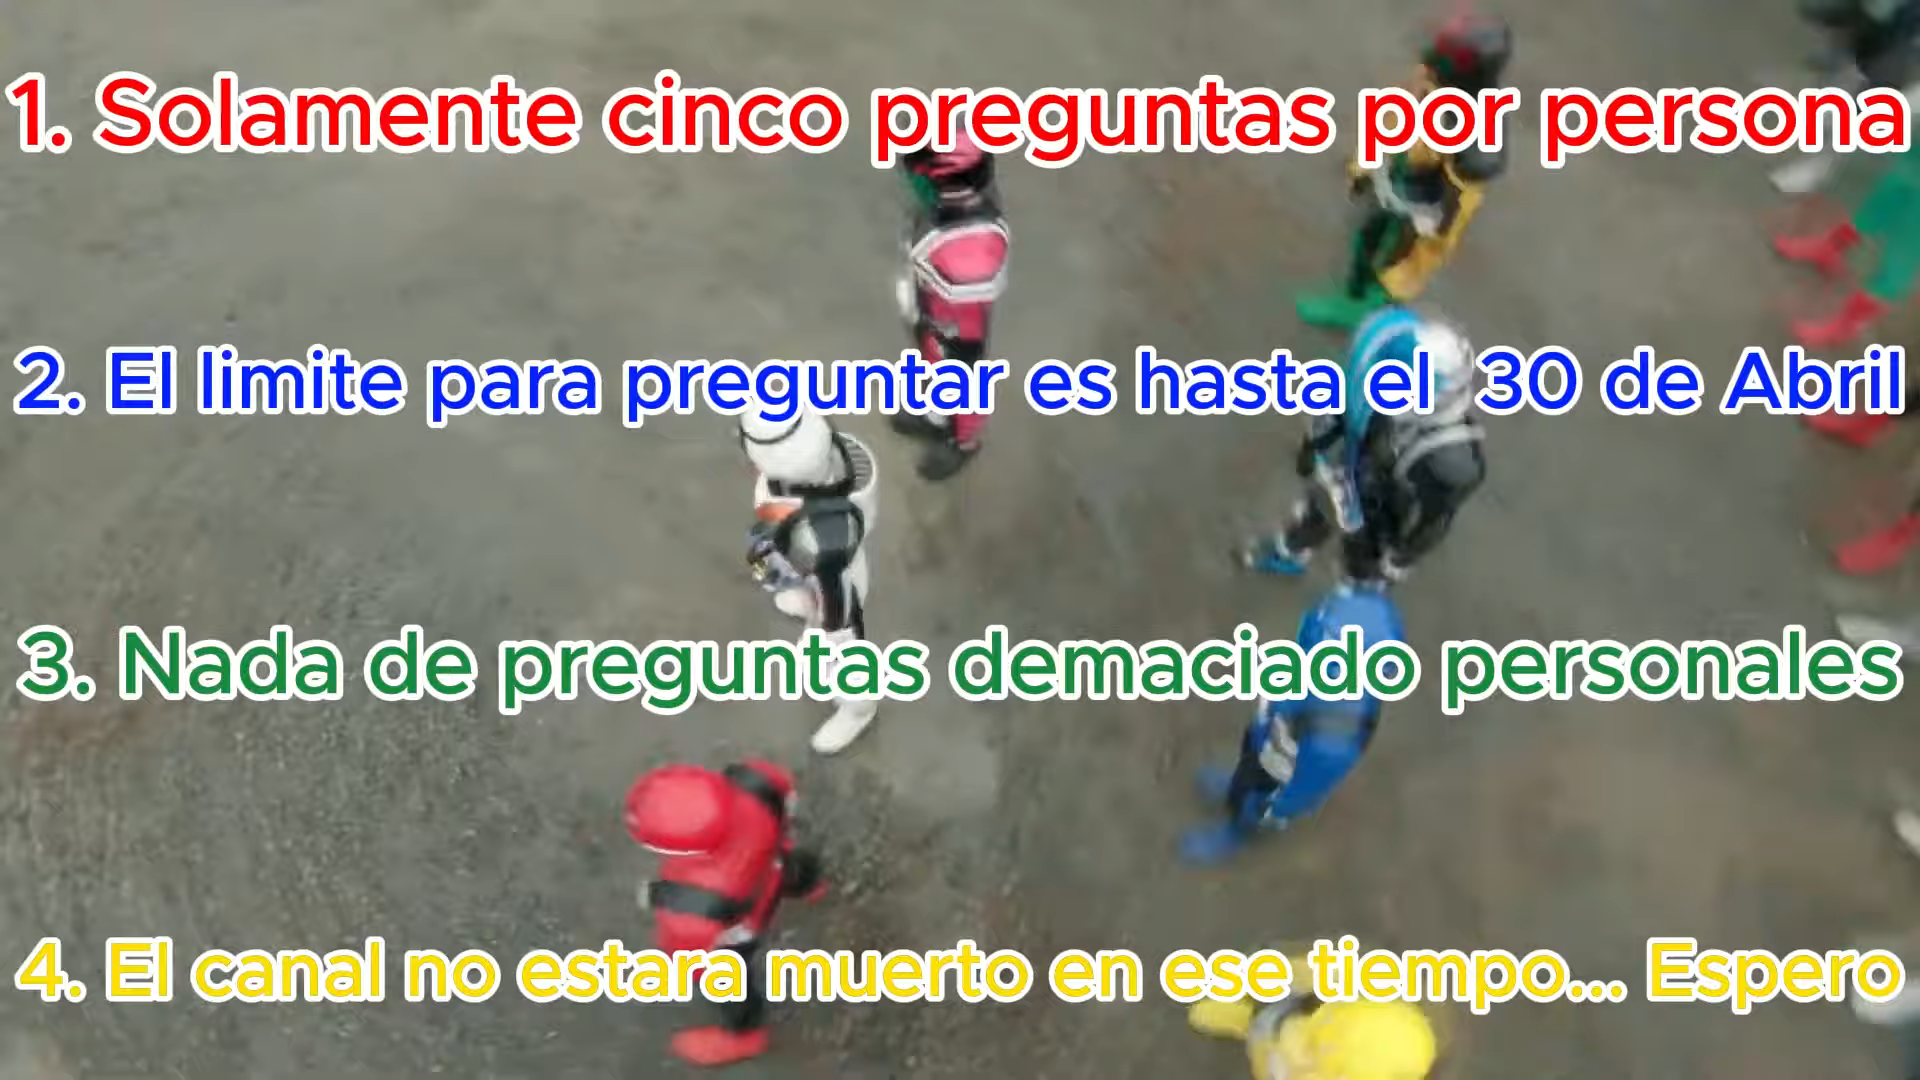 1. Solamente cinco preguntas por persona
2. El limite para preguntar es hasta el 30 de Abril
3. Nada de preguntas demaciado personales
4. El canal no estara muerto en ese tiempo... Espero